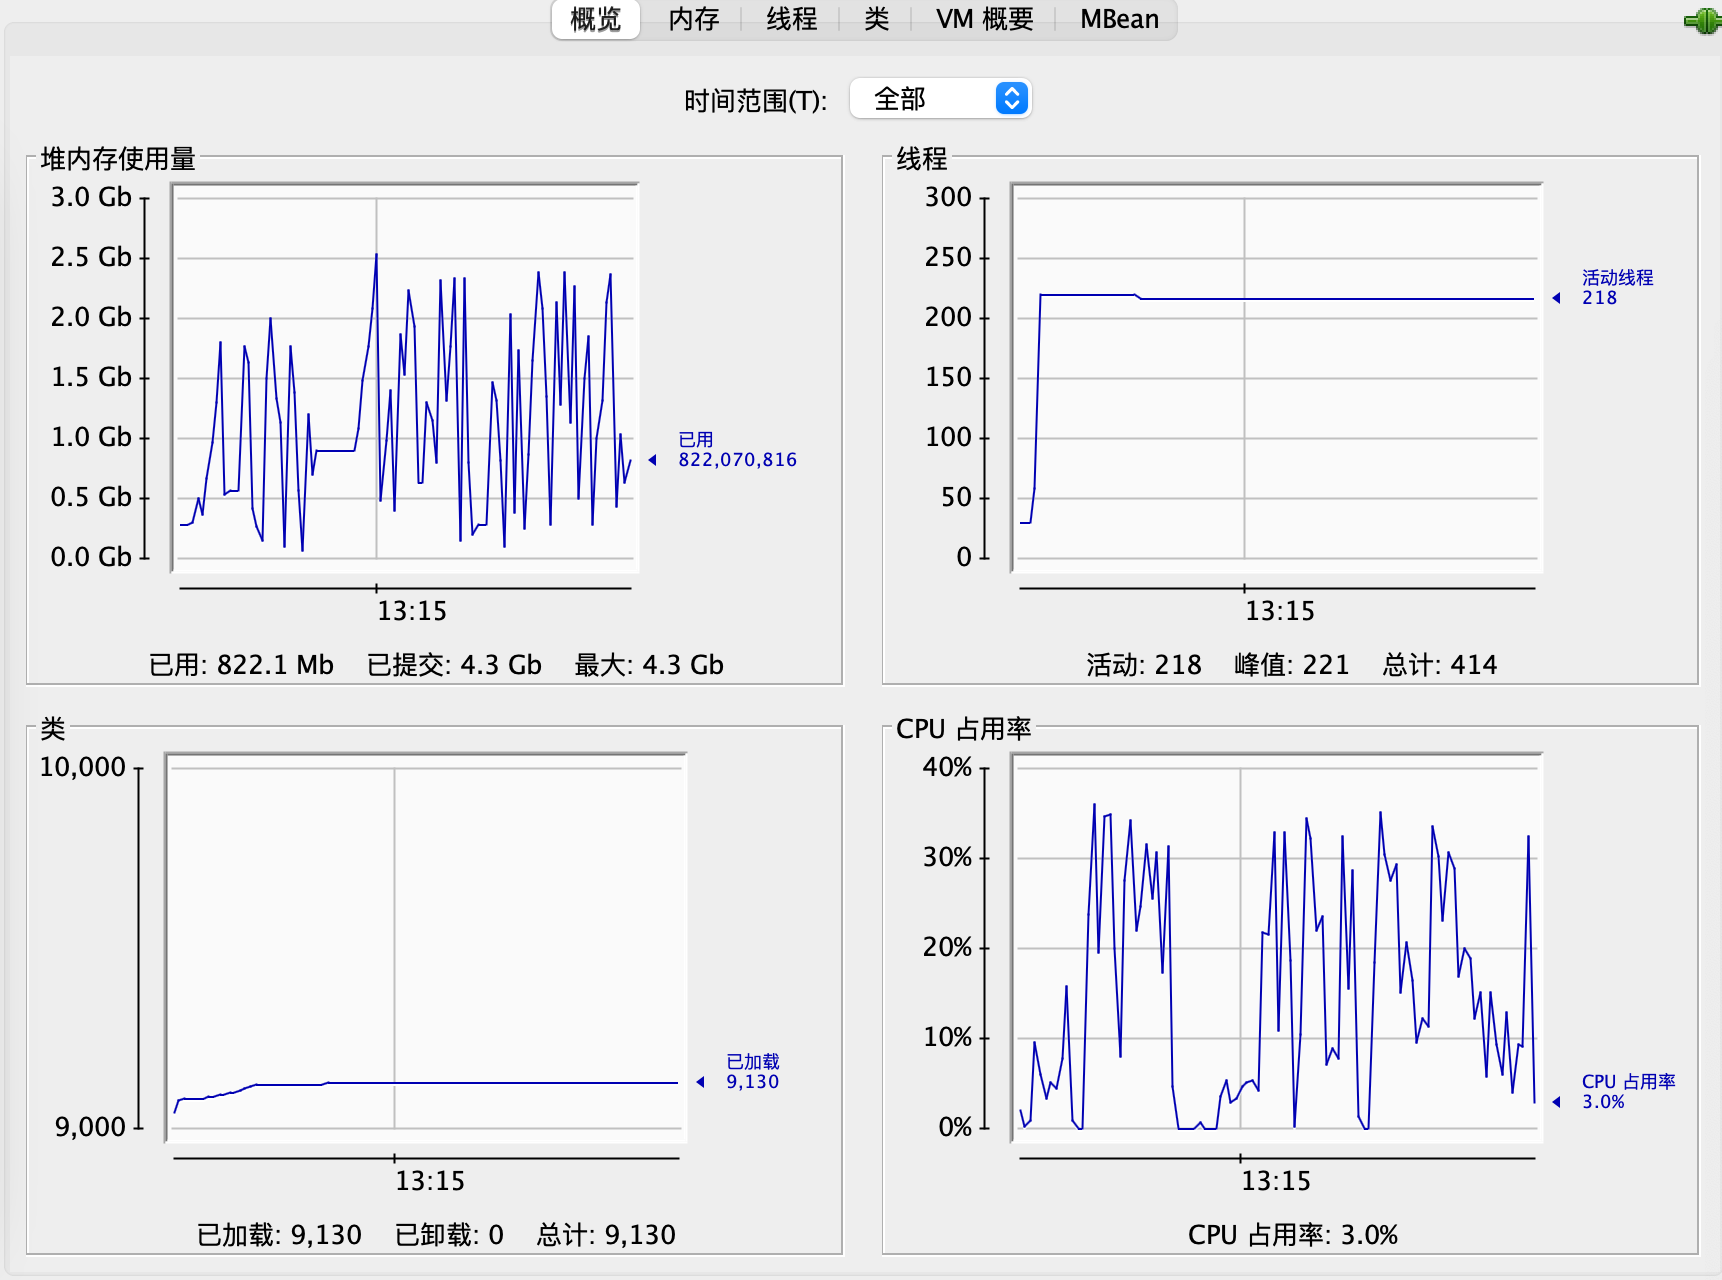 概览 内存 线程 类 VM 概要 MBean
时间范围(T): 全部
堆内存使用量
3.0 Gb
2.5 Gb
2.0 Gb
1.5 Gb
1.0 Gb
0.5 Gb
0.0 Gb
已用
822,070,816
13:15
已用: 822.1 Mb 已提交: 4.3 Gb 最大: 4.3 Gb
线程
300
250
200
150
100
50
0
活动线程
218
13:15
活动: 218 峰值: 221 总计: 414
类
10,000
9,000
已加载
9,130
13:15
已加载: 9,130 已卸载: 0 总计: 9,130
CPU 占用率
40%
30%
20%
10%
0%
CPU 占用率
3.0%
13:15
CPU 占用率: 3.0%